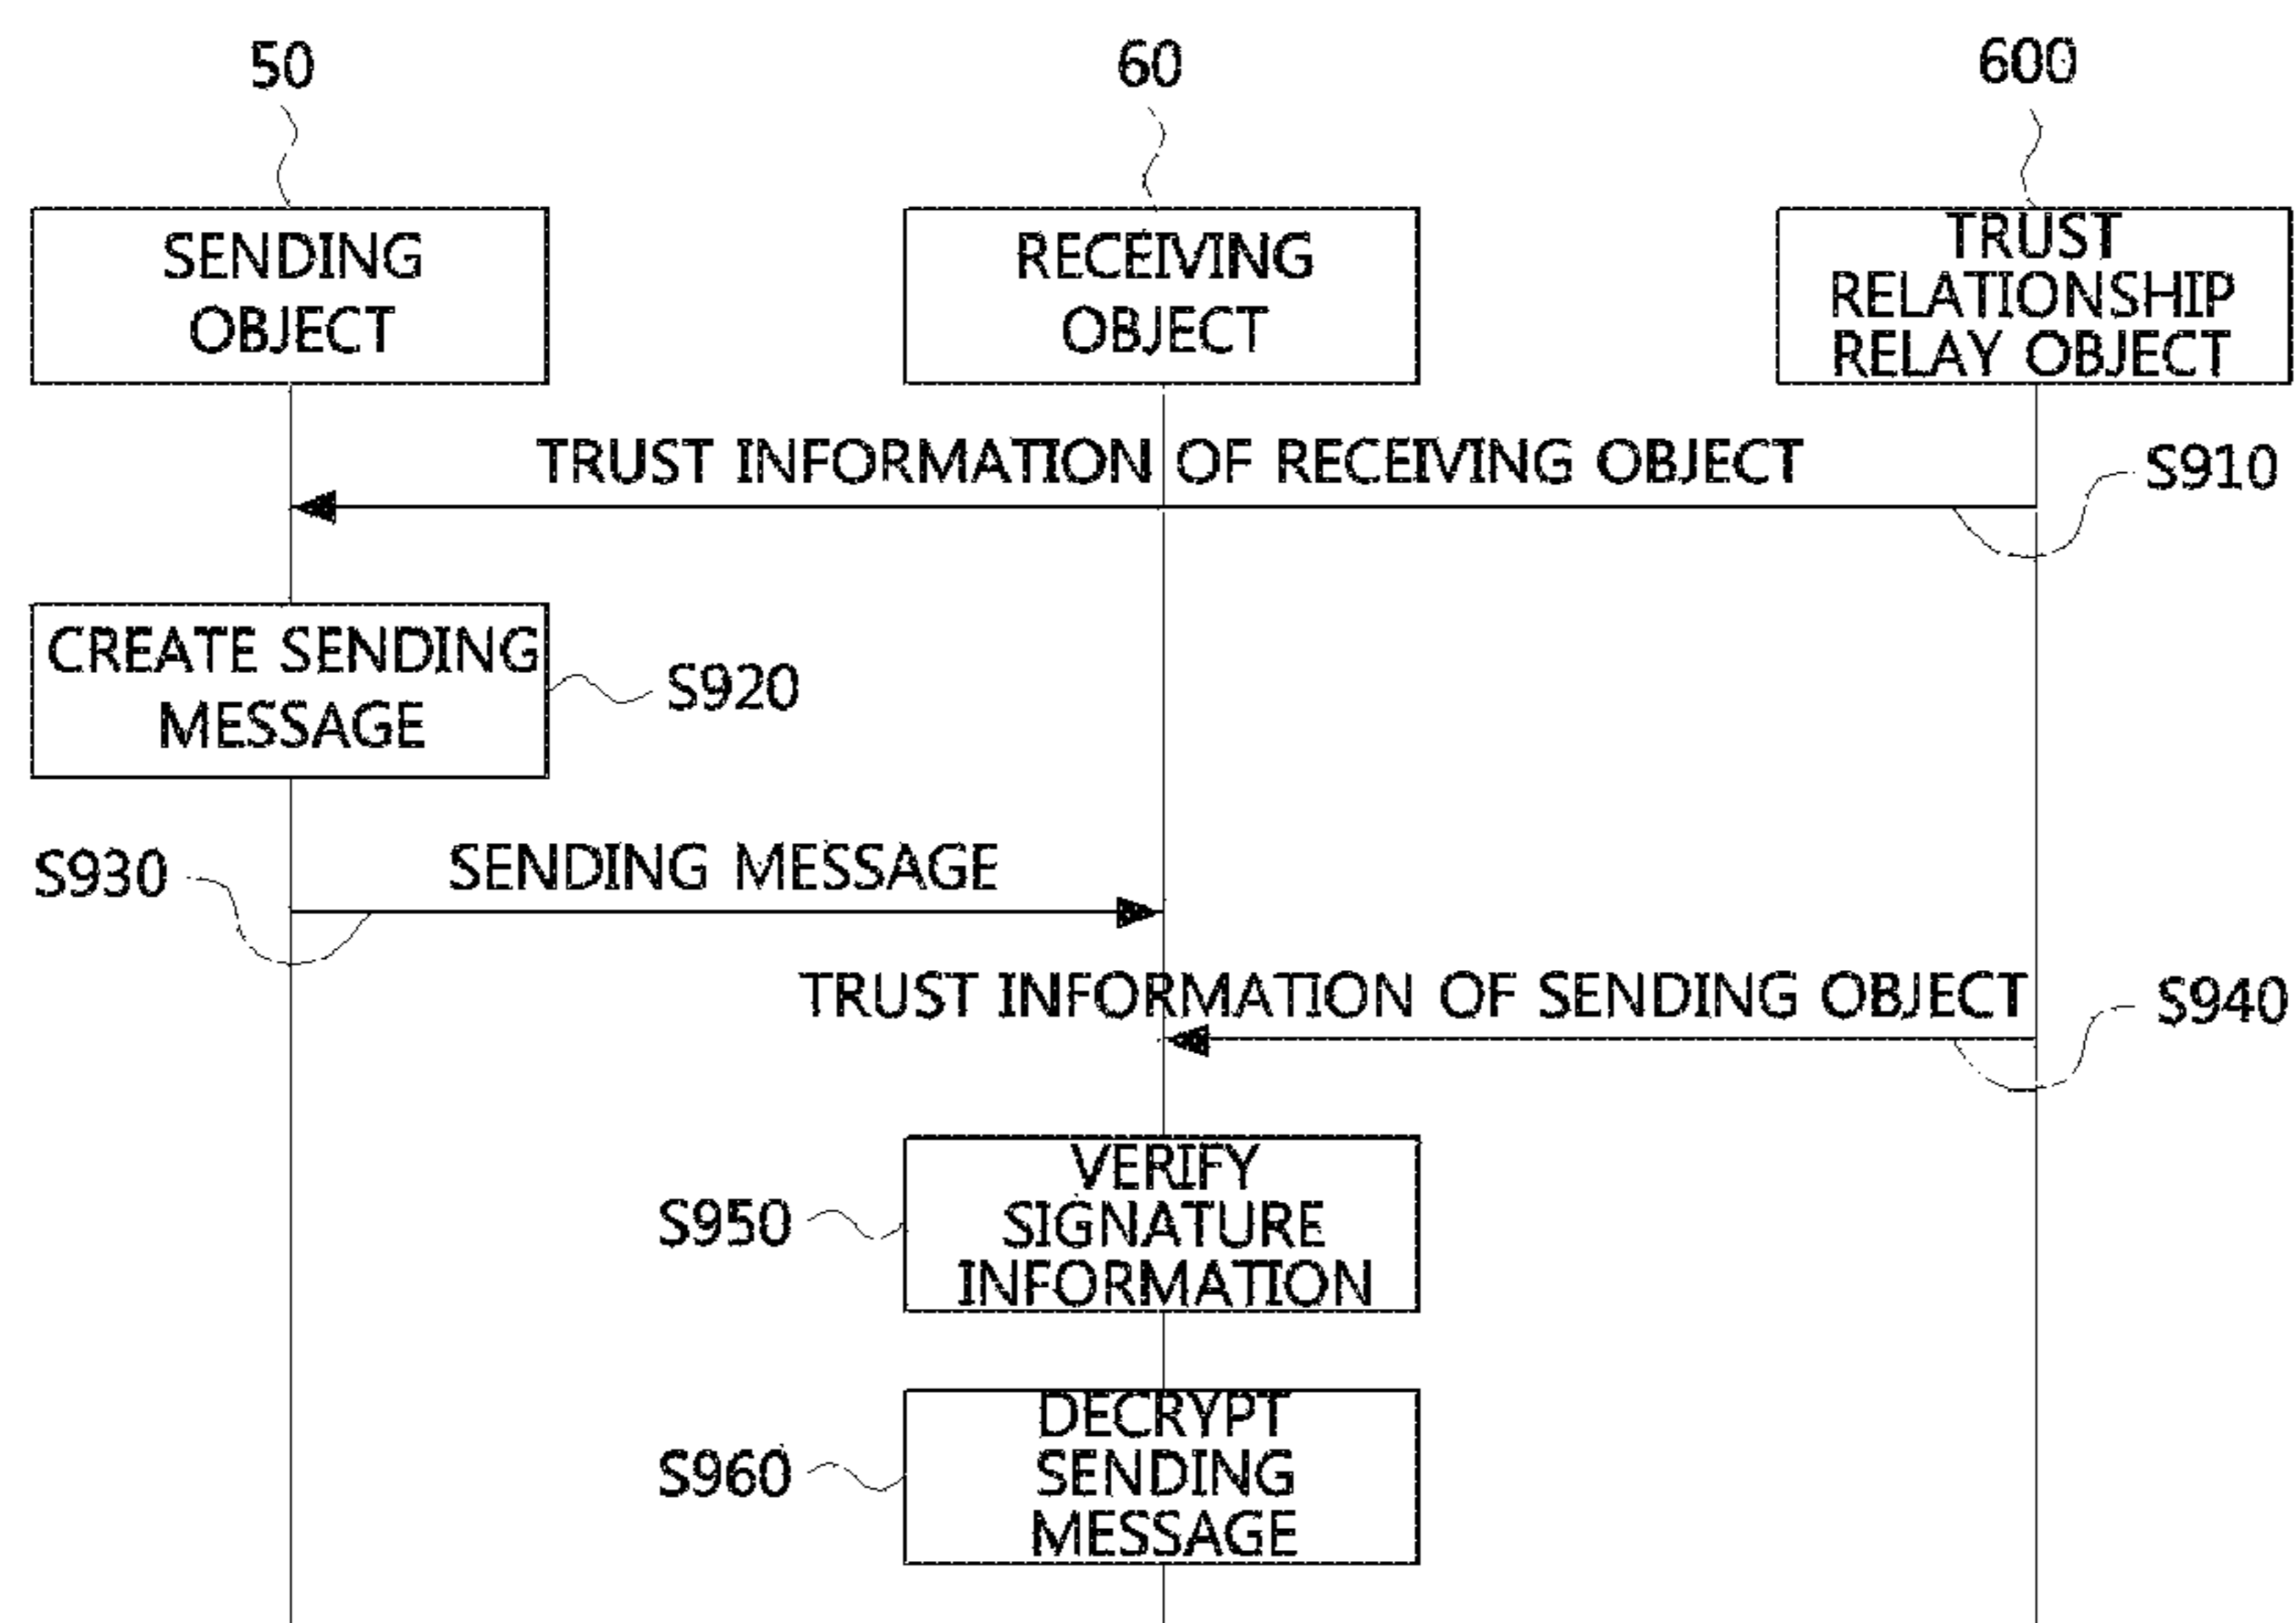 50
60
600
SENDING
OBJECT
RECEIVING
OBJECT
TRUST
RELATIONSHIP
RELAY OBJECT
TRUST INFORMATION OF RECEIVING OBJECT
S910
CREATE SENDING
MESSAGE
S920
S930
SENDING MESSAGE
TRUST INFORMATION OF SENDING OBJECT
S940
S950
VERIFY
SIGNATURE
INFORMATION
S960
DECRYPT
SENDING
MESSAGE